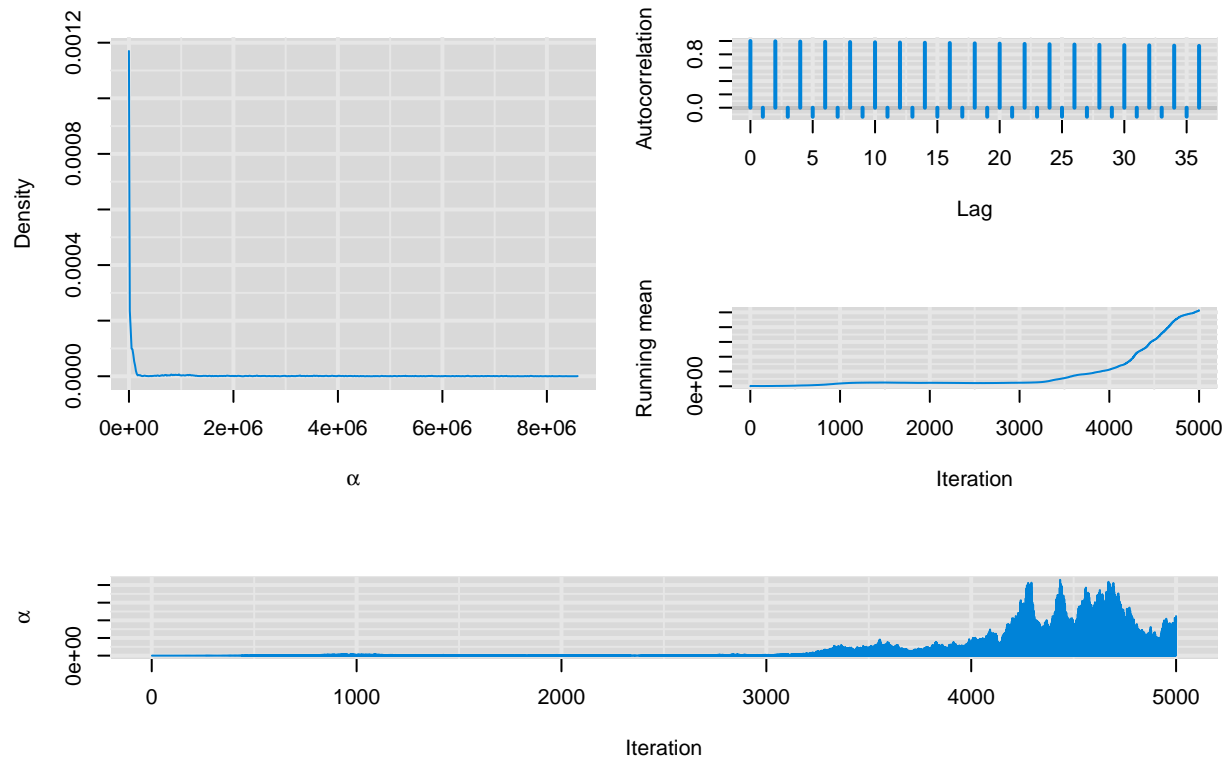 Density
0.0000 0.0004 0.0008 0.0012
0e+00 2e+06 4e+06 6e+06 8e+06
α
Autocorrelation
0.0 0.8
0 5 10 15 20 25 30 35
Lag
Running mean
0e+00
0 1000 2000 3000 4000 5000
Iteration
α
0e+00
0 1000 2000 3000 4000 5000
Iteration